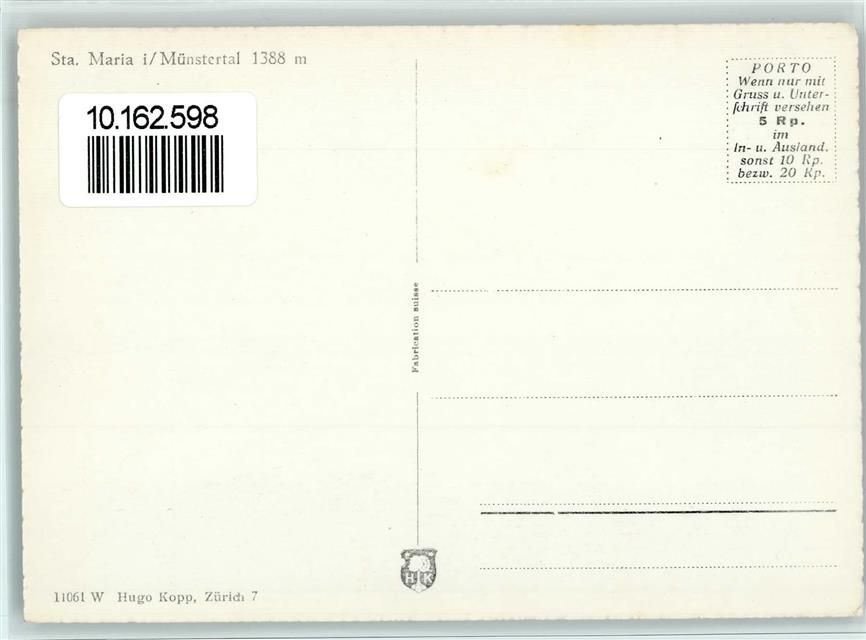 Sta. Maria i/Münstertal 1388 m
10.162.598
PORTO
Wenn nur mit
Gruss u. Unter-
schrift versehen
5 Rp.
im
In- u. Ausland.
sonst 10 Rp.
bezw. 20 Rp.
Fabrication suisse
HK
11061 W Hugo Kopp, Zürich 7